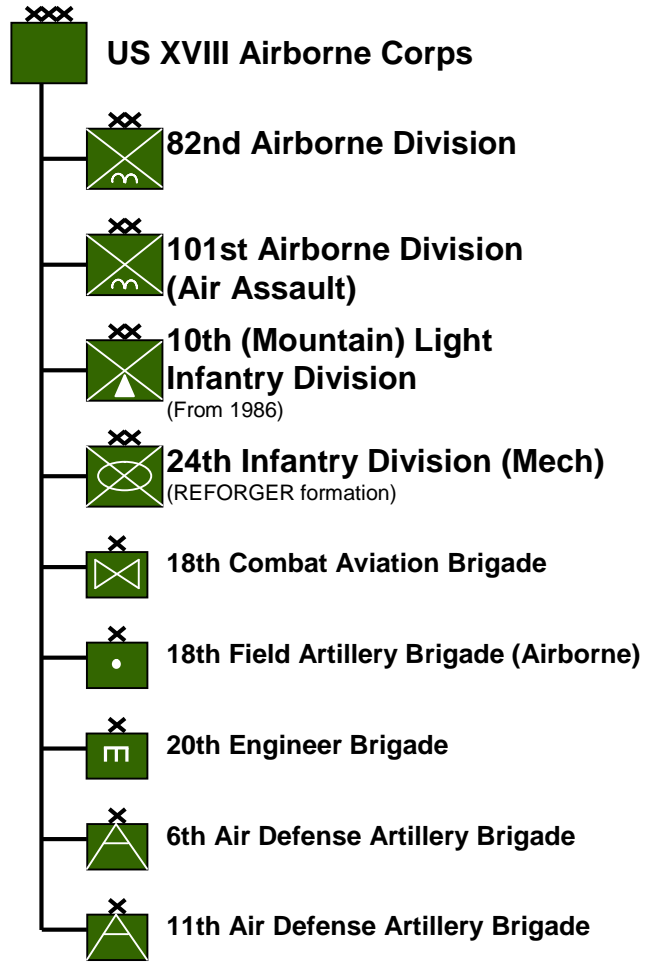 US XVIII Airborne Corps
82nd Airborne Division
101st Airborne Division
(Air Assault)
10th (Mountain) Light
Infantry Division
(From 1986)
24th Infantry Division (Mech)
(REFORGER formation)
18th Combat Aviation Brigade
18th Field Artillery Brigade (Airborne)
20th Engineer Brigade
6th Air Defense Artillery Brigade
11th Air Defense Artillery Brigade